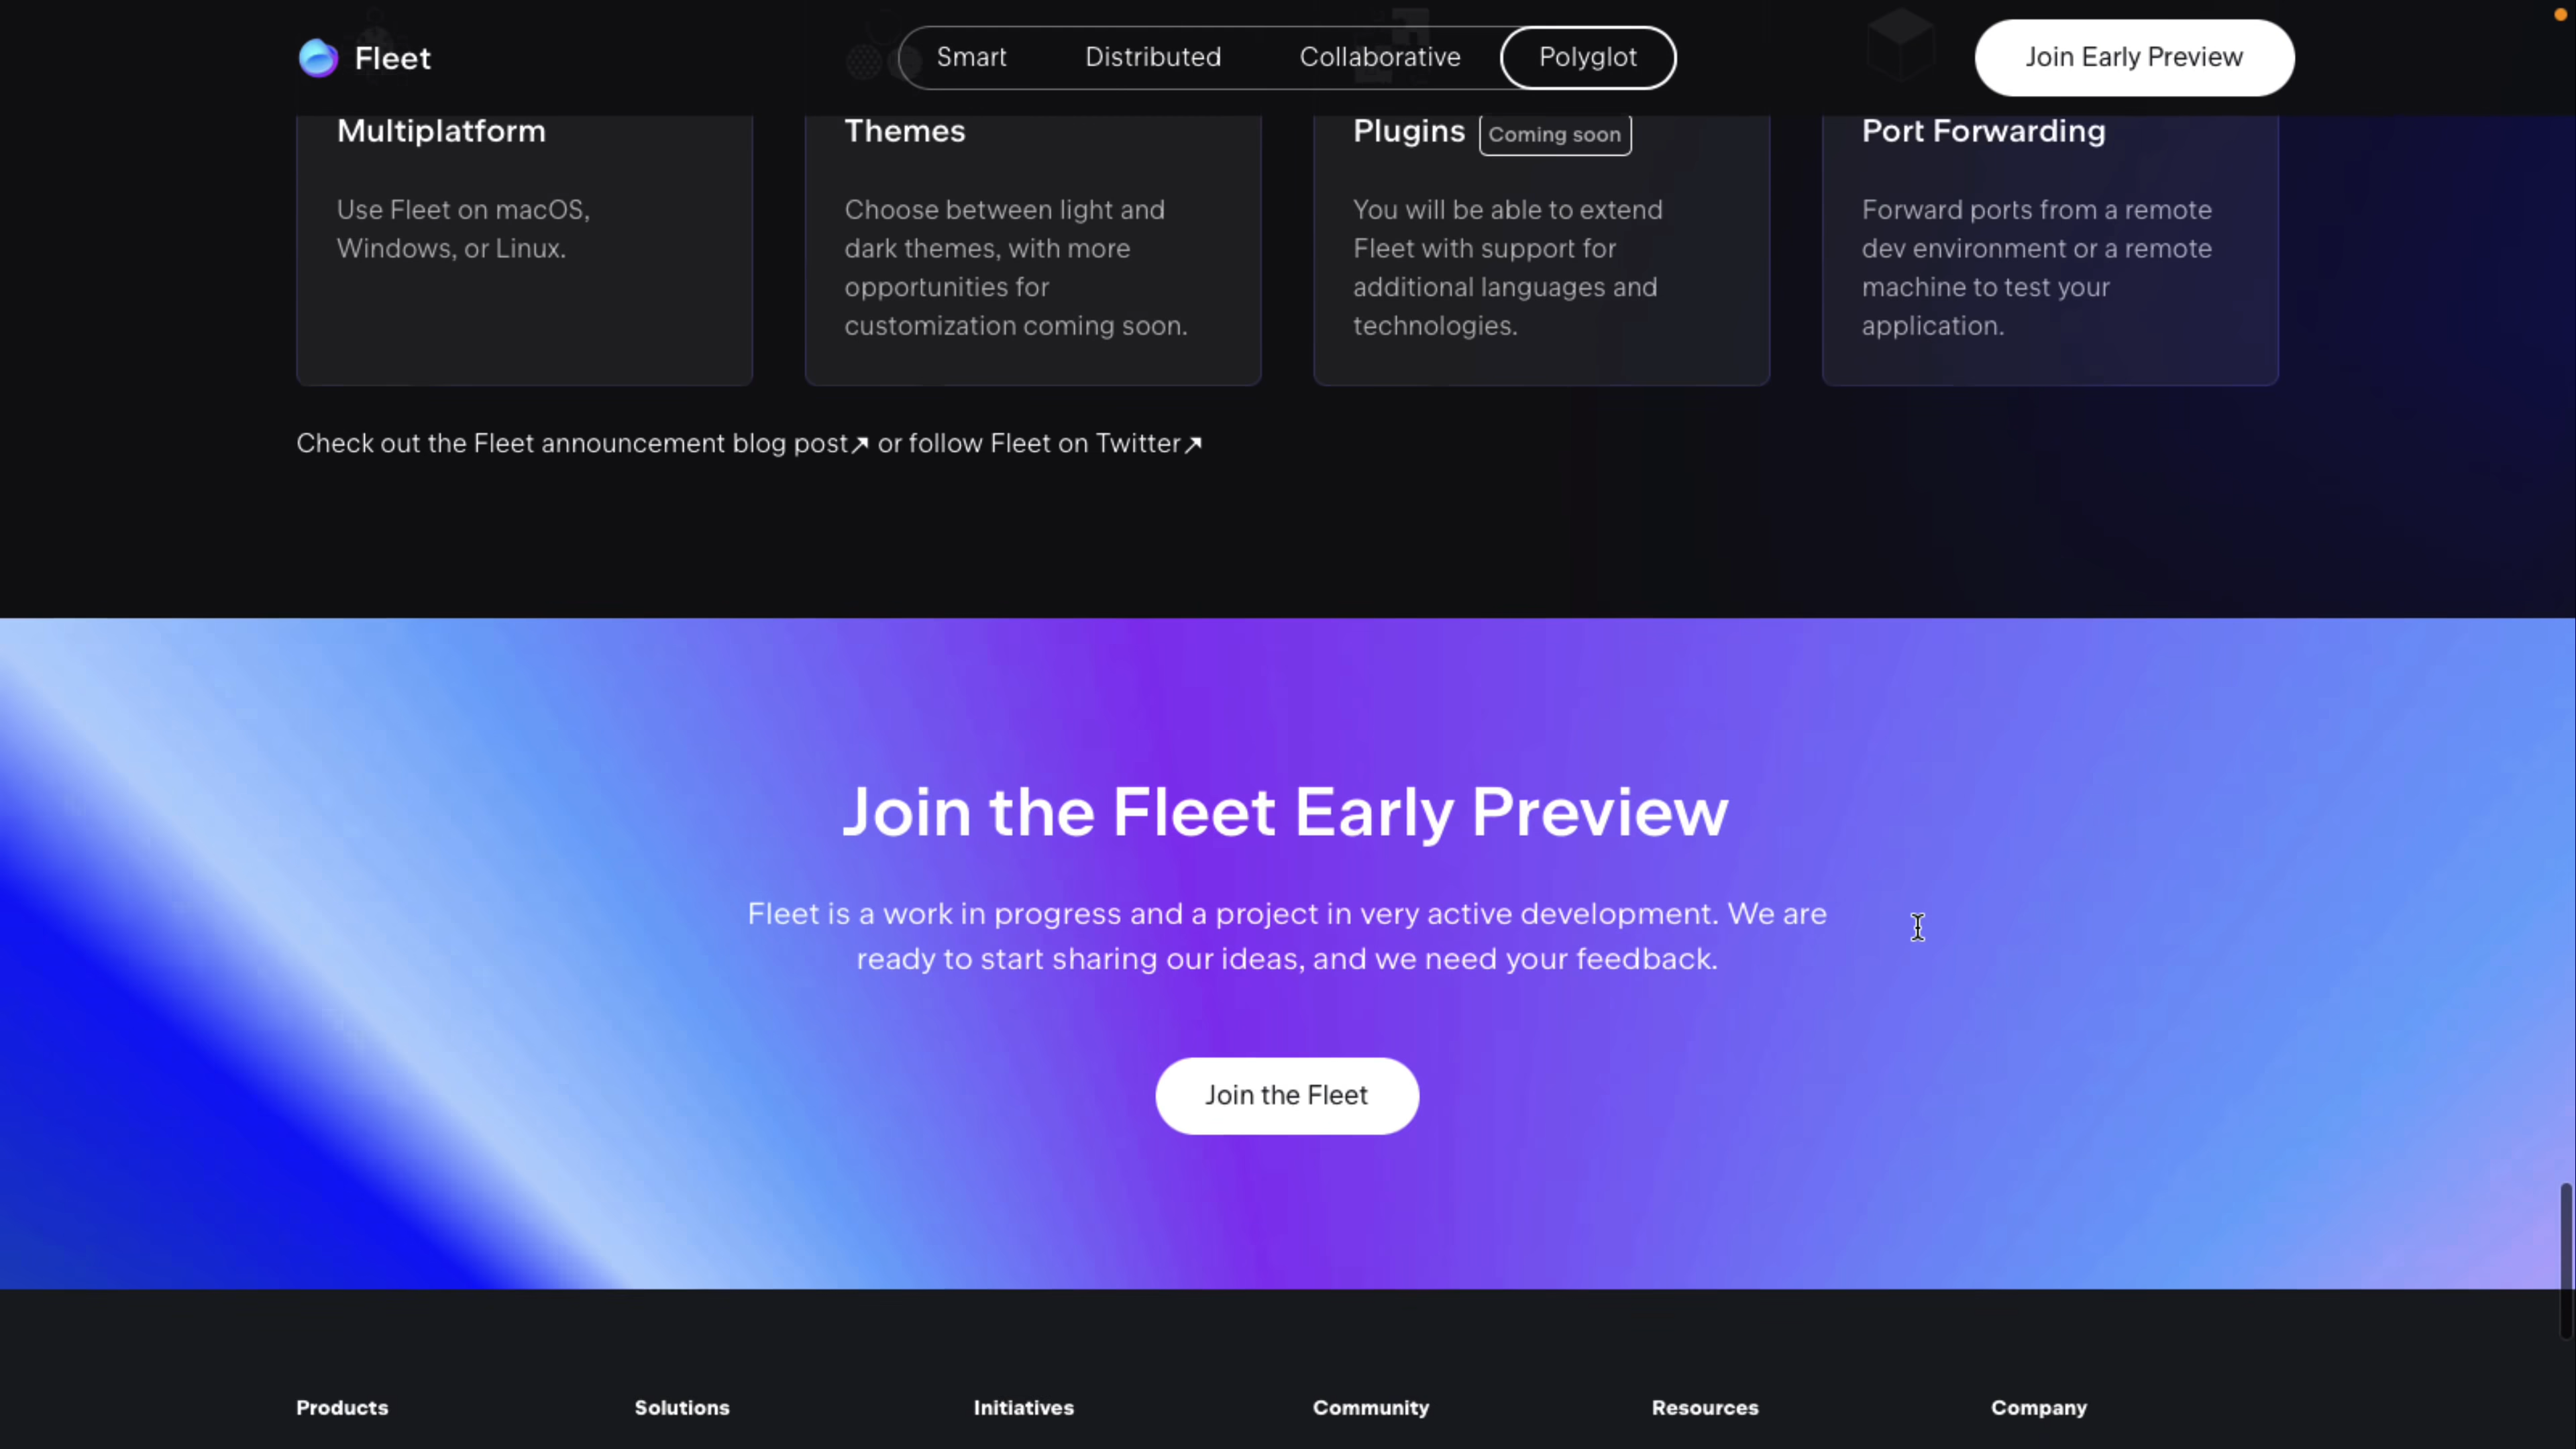 Fleet
Smart
Distributed
Collaborative
Polyglot
Join Early Preview
Multiplatform
Use Fleet on macOS,
Windows, or Linux.
Themes
Choose between light and
dark themes, with more
opportunities for
customization coming soon.
Plugins Coming soon
You will be able to extend
Fleet with support for
additional languages and
technologies.
Port Forwarding
Forward ports from a remote
dev environment or a remote
machine to test your
application.
Check out the Fleet announcement blog post↗ or follow Fleet on Twitter↗
Join the Fleet Early Preview
Fleet is a work in progress and a project in very active development. We are
ready to start sharing our ideas, and we need your feedback.
Join the Fleet
Products
Solutions
Initiatives
Community
Resources
Company